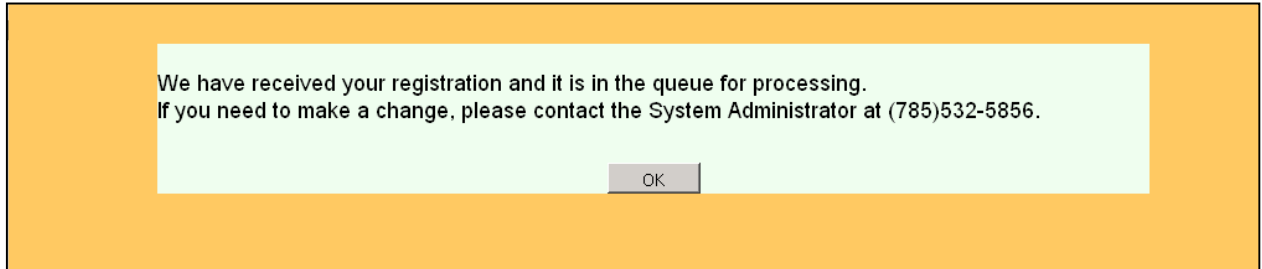 We have received your registration and it is in the queue for processing.
If you need to make a change, please contact the System Administrator at (785)532-5856.
OK